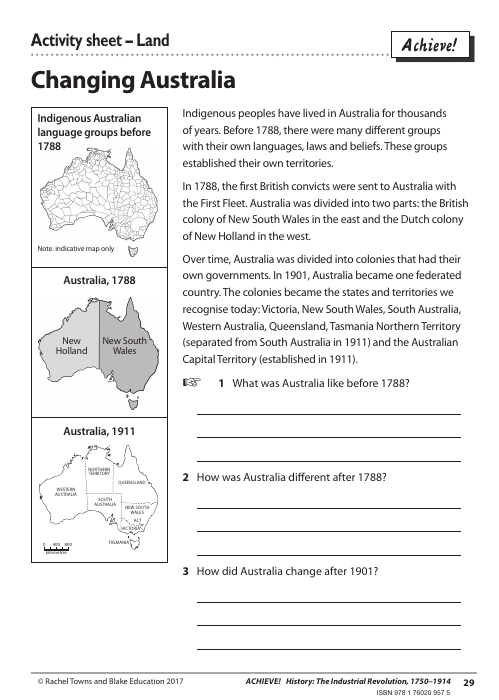 Activity sheet – Land
Achieve!
Changing Australia
Indigenous Australian
language groups before
1788
Note: indicative map only
Australia, 1788
New
Holland
New South
Wales
Australia, 1911
NORTHERN
TERRITORY
QUEENSLAND
WESTERN
AUSTRALIA
SOUTH
AUSTRALIA
NEW SOUTH
WALES
ACT
VICTORIA
TASMANIA
0 400 800
kilometres
Indigenous peoples have lived in Australia for thousands
of years. Before 1788, there were many different groups
with their own languages, laws and beliefs. These groups
established their own territories.
In 1788, the first British convicts were sent to Australia with
the First Fleet. Australia was divided into two parts: the British
colony of New South Wales in the east and the Dutch colony
of New Holland in the west.
Over time, Australia was divided into colonies that had their
own governments. In 1901, Australia became one federated
country. The colonies became the states and territories we
recognise today: Victoria, New South Wales, South Australia,
Western Australia, Queensland, Tasmania Northern Territory
(separated from South Australia in 1911) and the Australian
Capital Territory (established in 1911).
1 What was Australia like before 1788?
2 How was Australia different after 1788?
3 How did Australia change after 1901?
© Rachel Towns and Blake Education 2017
ACHIEVE! History: The Industrial Revolution, 1750–1914 29
ISBN 978 1 76020 957 5